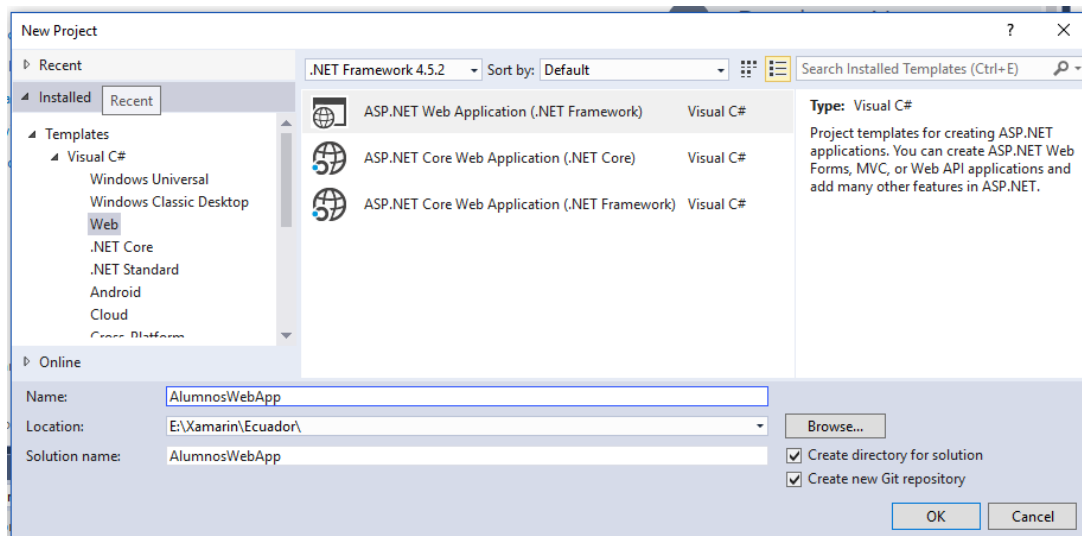 New Project
?
Recent
.NET Framework 4.5.2
Sort by: Default
Search Installed Templates (Ctrl+E)
Installed
Recent
Templates
Visual C#
Windows Universal
Windows Classic Desktop
Web
.NET Core
.NET Standard
Android
Cloud
Cross-Platform
Online
ASP.NET Web Application (.NET Framework) Visual C#
ASP.NET Core Web Application (.NET Core) Visual C#
ASP.NET Core Web Application (.NET Framework) Visual C#
Type: Visual C#
Project templates for creating ASP.NET
applications. You can create ASP.NET Web
Forms, MVC, or Web API applications and
add many other features in ASP.NET.
Name: AlumnosWebApp
Location: E:\Xamarin\Ecuador\
Browse...
Solution name: AlumnosWebApp
Create directory for solution
Create new Git repository
OK
Cancel